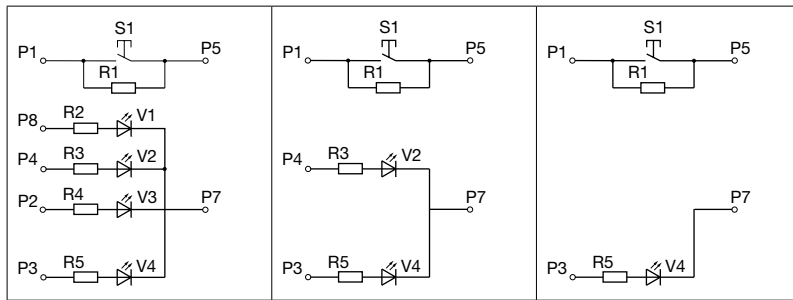 S1
P1 P5
R1
P8 R2 V1
P4 R3 V2
P2 R4 V3 P7
P3 R5 V4
S1
P1 P5
R1
P4 R3 V2
P7
P3 R5 V4
S1
P1 P5
R1
P7
P3 R5 V4